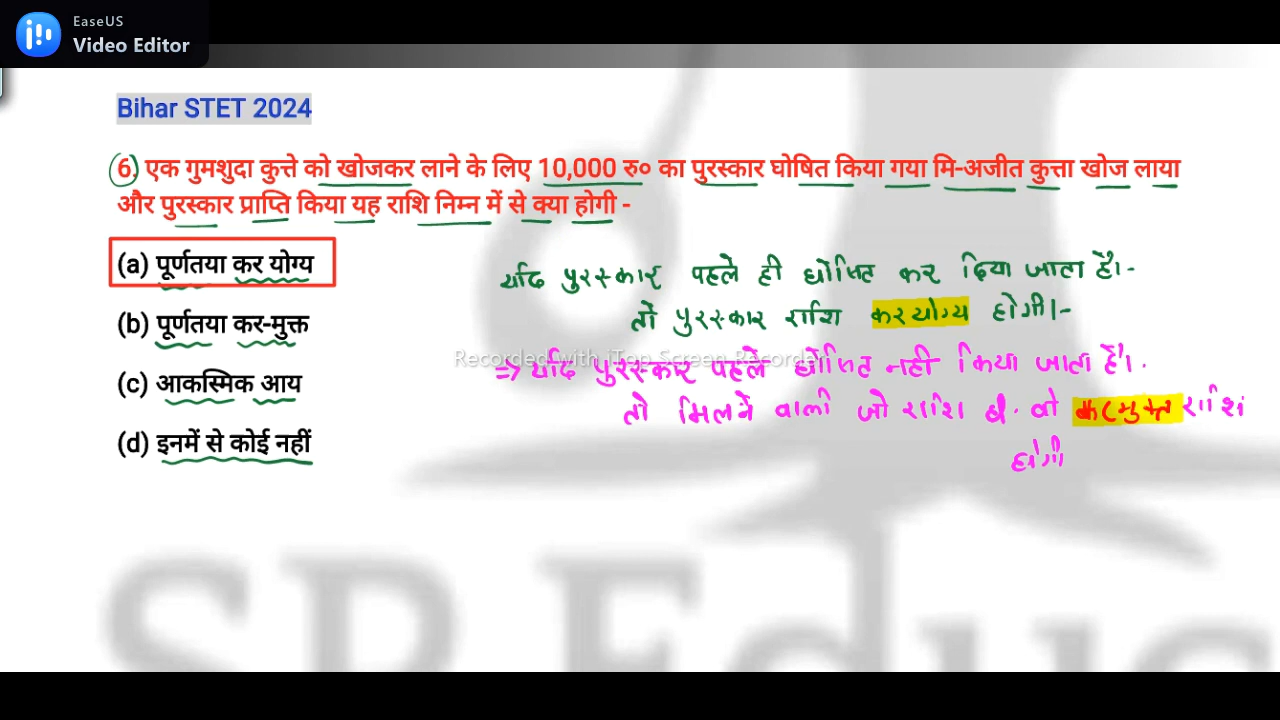 EaseUS
Video Editor
Bihar STET 2024
6. एक गुमशुदा कुत्ते को खोजकर लाने के लिए 10,000 रु० का पुरस्कार घोषित किया गया मि-अजीत कुत्ता खोज लाया
और पुरस्कार प्राप्ति किया यह राशि निम्न में से क्या होगी -
(a) पूर्णतया कर योग्य
(b) पूर्णतया कर-मुक्त
(c) आकस्मिक आय
(d) इनमें से कोई नहीं
यदि पुरस्कार पहले ही घोषित कर दिया जाता है।-
तो पुरस्कार राशि करयोग्य होगी।-
Recorded with iTop Screen Recorder
⇒ यदि पुरस्कार पहले घोषित नही किया जाता है।.
तो मिलने वाली जो राशि है. वो करमुक्त राशि
होगी
SR Educ